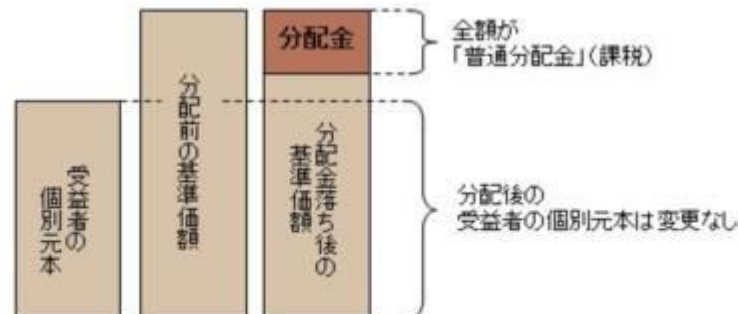 分配金
全額が
「普通分配金」（課税）
受益者の
個別元本
分配前の基準価額
分配金落ち後の
基準価額
分配後の
受益者の個別元本は変更なし